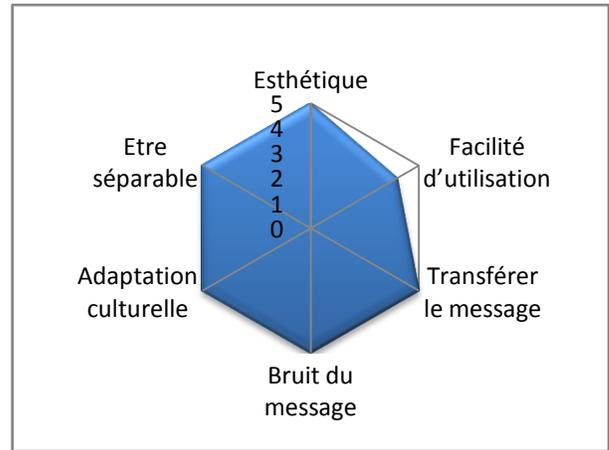 Esthétique
5
4
3
2
1
0
Facilité
d'utilisation
Transférer
le message
Bruit du
message
Adaptation
culturelle
Etre
séparable